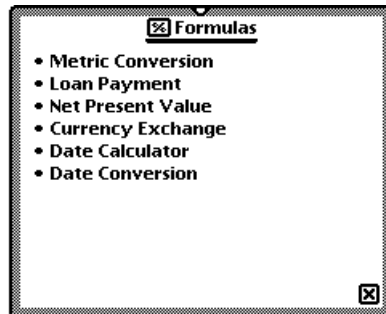 Formulas
• Metric Conversion
• Loan Payment
• Net Present Value
• Currency Exchange
• Date Calculator
• Date Conversion